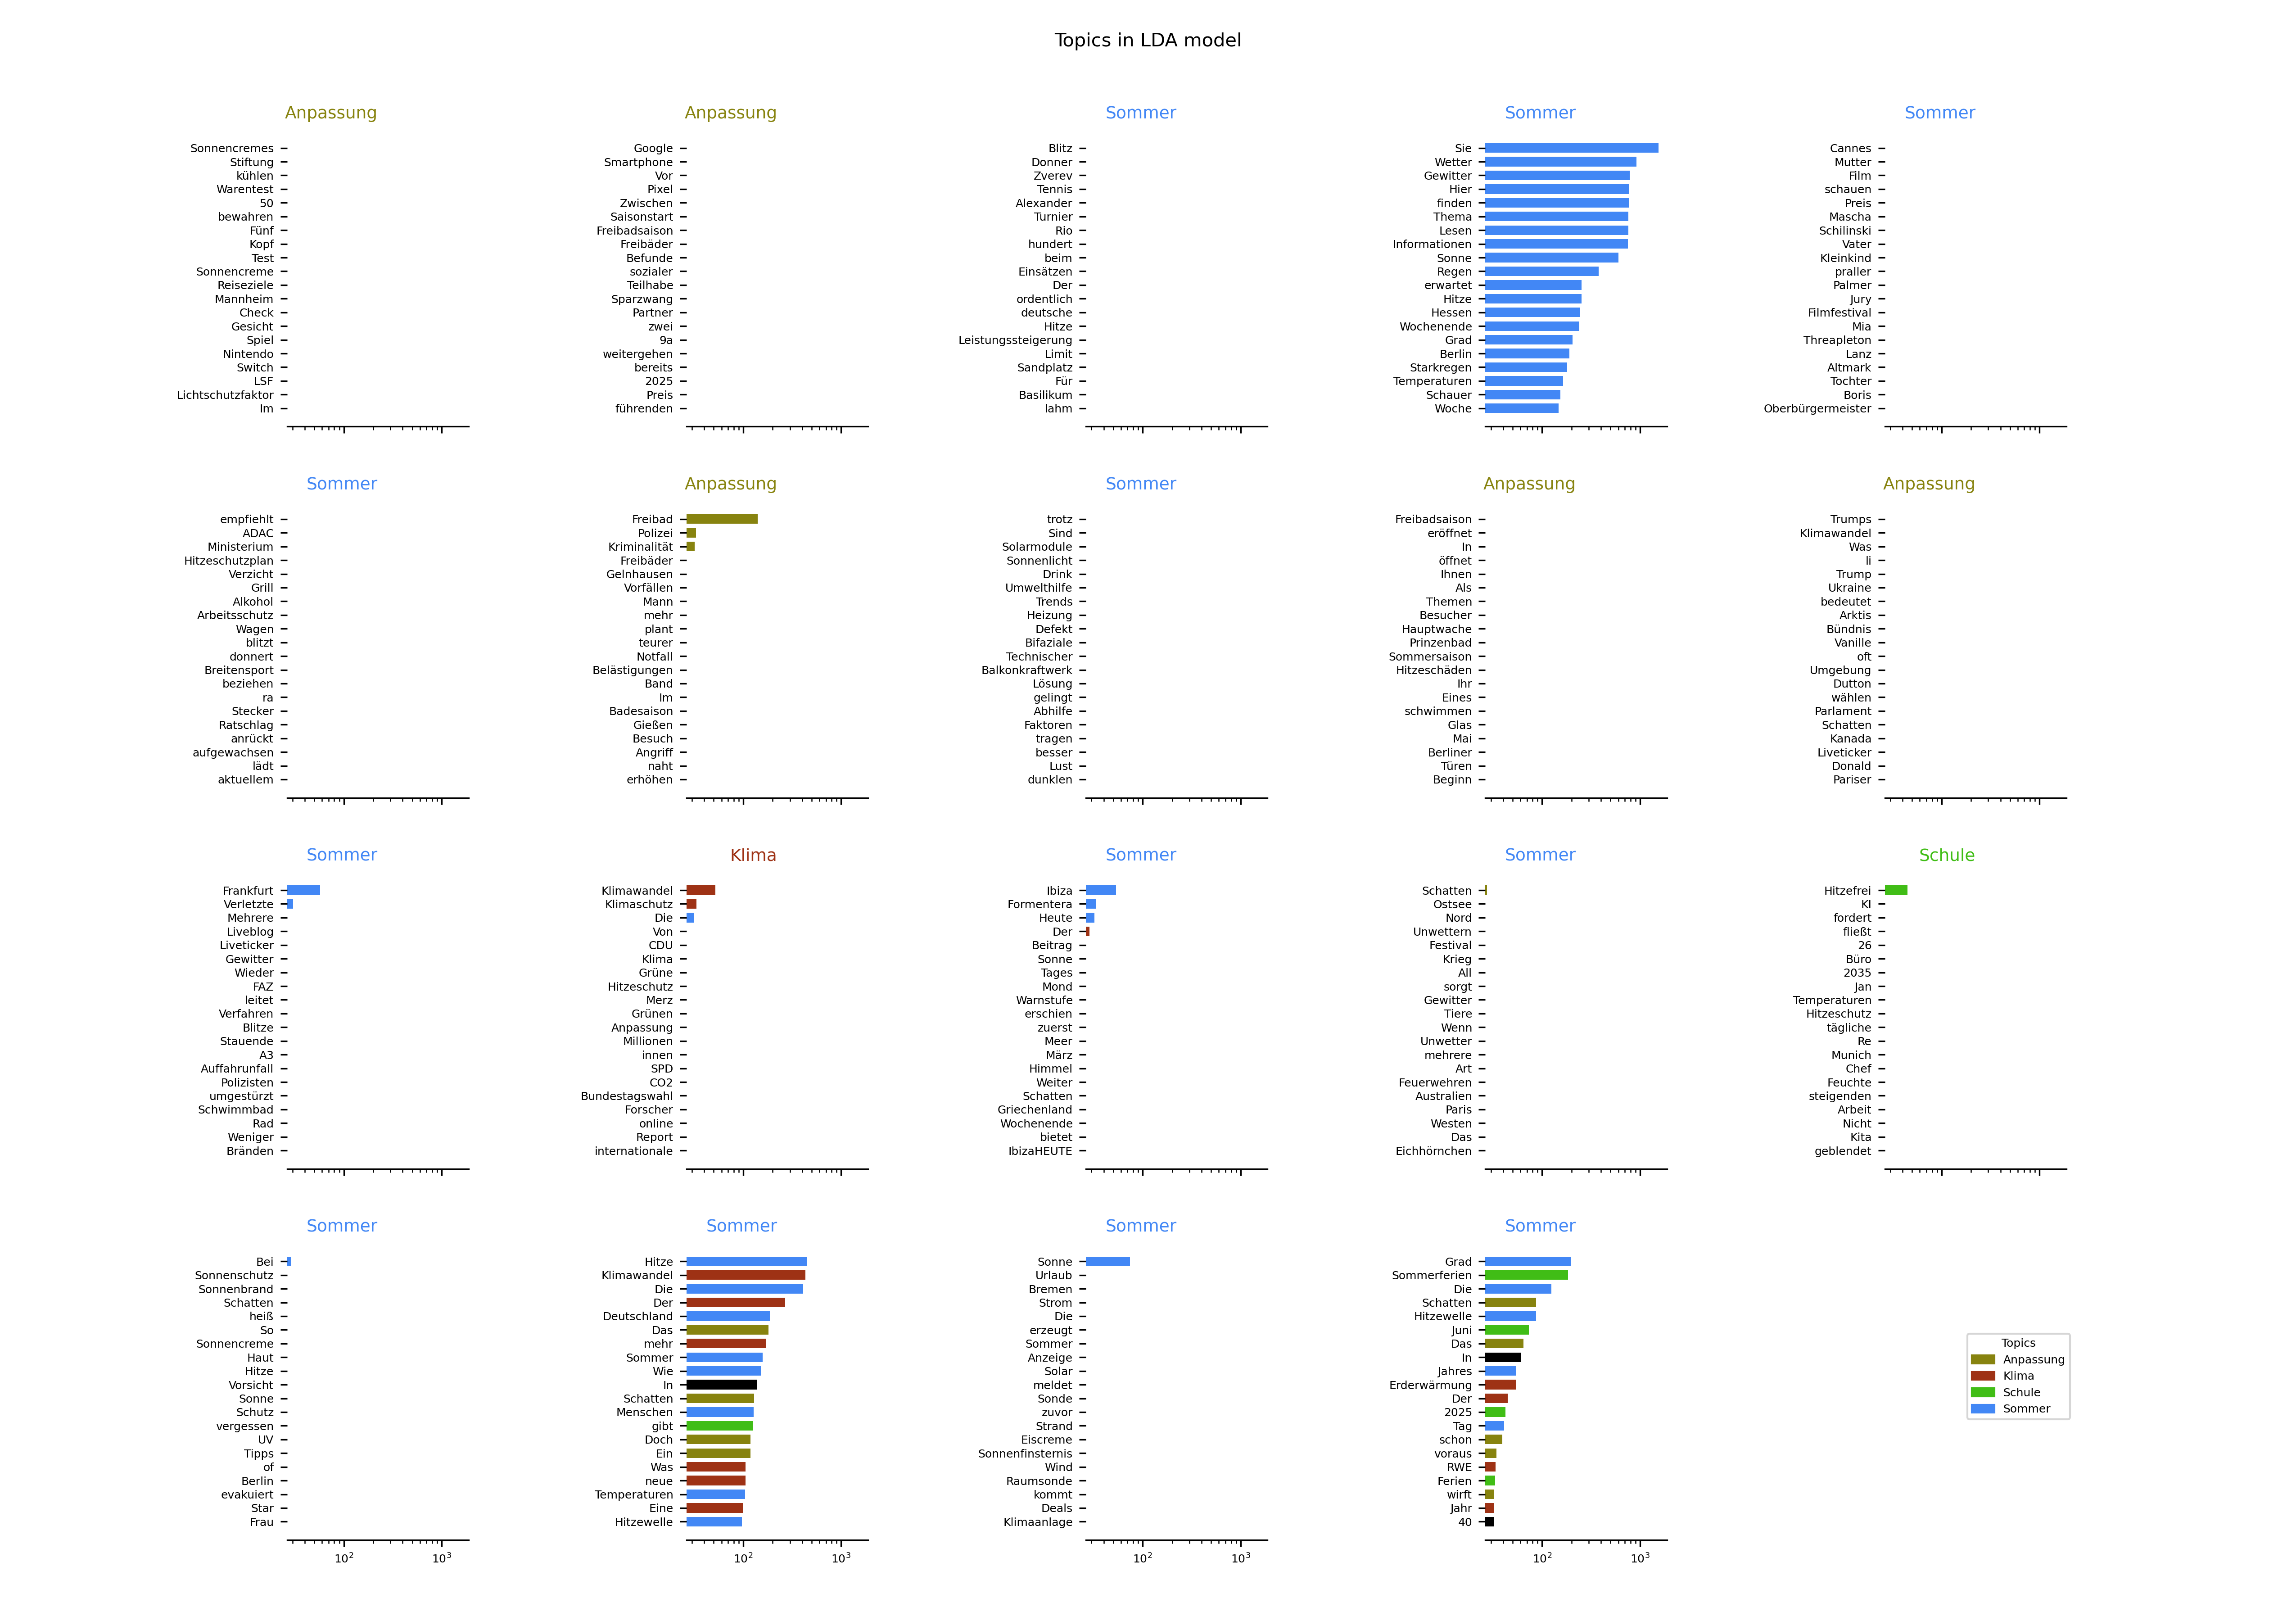 Topics in LDA model
Anpassung
Sonnencremes
Stiftung
kühlen
Warentest
50
bewahren
Fünf
Kopf
Test
Sonnencreme
Reiseziele
Mannheim
Check
Gesicht
Spiel
Nintendo
Switch
LSF
Lichtschutzfaktor
Im
Anpassung
Google
Smartphone
Vor
Pixel
Zwischen
Saisonstart
Freibadsaison
Freibäder
Befunde
sozialer
Teilhabe
Sparzwang
Partner
zwei
9a
weitergehen
bereits
2025
Preis
führenden
Sommer
Blitz
Donner
Zverev
Tennis
Alexander
Turnier
Rio
hundert
beim
Einsätzen
Der
ordentlich
deutsche
Hitze
Leistungssteigerung
Limit
Sandplatz
Für
Basilikum
lahm
Sommer
Sie
Wetter
Gewitter
Hier
finden
Thema
Lesen
Informationen
Sonne
Regen
erwartet
Hitze
Hessen
Wochenende
Grad
Berlin
Starkregen
Temperaturen
Schauer
Woche
Sommer
Cannes
Mutter
Film
schauen
Preis
Mascha
Schilinski
Vater
Kleinkind
praller
Palmer
Jury
Filmfestival
Mia
Threapleton
Lanz
Altmark
Tochter
Boris
Oberbürgermeister
Sommer
empfiehlt
ADAC
Ministerium
Hitzeschutzplan
Verzicht
Grill
Alkohol
Arbeitsschutz
Wagen
blitzt
donnert
Breitensport
beziehen
ra
Stecker
Ratschlag
anrückt
aufgewachsen
lädt
aktuellem
Anpassung
Freibad
Polizei
Kriminalität
Freibäder
Gelnhausen
Vorfällen
Mann
mehr
plant
teurer
Notfall
Belästigungen
Band
Im
Badesaison
Gießen
Besuch
Angriff
naht
erhöhen
Sommer
trotz
Sind
Solarmodule
Sonnenlicht
Drink
Umwelthilfe
Trends
Heizung
Defekt
Bifaziale
Technischer
Balkonkraftwerk
Lösung
gelingt
Abhilfe
Faktoren
tragen
besser
Lust
dunklen
Anpassung
Freibadsaison
eröffnet
In
öffnet
Ihnen
Als
Themen
Besucher
Hauptwache
Prinzenbad
Sommersaison
Hitzeschäden
Ihr
Eines
schwimmen
Glas
Mai
Berliner
Türen
Beginn
Anpassung
Trumps
Klimawandel
Was
li
Trump
Ukraine
bedeutet
Arktis
Bündnis
Vanille
oft
Umgebung
Dutton
wählen
Parlament
Schatten
Kanada
Liveticker
Donald
Pariser
Sommer
Frankfurt
Verletzte
Mehrere
Liveblog
Liveticker
Gewitter
Wieder
FAZ
leitet
Verfahren
Blitze
Stauende
A3
Auffahrunfall
Polizisten
umgestürzt
Schwimmbad
Rad
Weniger
Bränden
Klima
Klimawandel
Klimaschutz
Die
Von
CDU
Klima
Grüne
Hitzeschutz
Merz
Grünen
Anpassung
Millionen
innen
SPD
CO2
Bundestagswahl
Forscher
online
Report
internationale
Sommer
Ibiza
Formentera
Heute
Der
Beitrag
Sonne
Tages
Mond
Warnstufe
erschien
zuerst
Meer
März
Himmel
Weiter
Schatten
Griechenland
Wochenende
bietet
IbizaHEUTE
Sommer
Schatten
Ostsee
Nord
Unwettern
Festival
Krieg
All
sorgt
Gewitter
Tiere
Wenn
Unwetter
mehrere
Art
Feuerwehren
Australien
Paris
Westen
Das
Eichhörnchen
Schule
Hitzefrei
KI
fordert
fließt
26
Büro
2035
Jan
Temperaturen
Hitzeschutz
tägliche
Re
Munich
Chef
Feuchte
steigenden
Arbeit
Nicht
Kita
geblendet
Sommer
Bei
Sonnenschutz
Sonnenbrand
Schatten
heiß
So
Sonnencreme
Haut
Hitze
Vorsicht
Sonne
Schutz
vergessen
UV
Tipps
of
Berlin
evakuiert
Star
Frau
10² 10³
Sommer
Hitze
Klimawandel
Die
Der
Deutschland
Das
mehr
Sommer
Wie
In
Schatten
Menschen
gibt
Doch
Ein
Was
neue
Temperaturen
Eine
Hitzewelle
10² 10³
Sommer
Sonne
Urlaub
Bremen
Strom
Die
erzeugt
Sommer
Anzeige
Solar
meldet
Sonde
zuvor
Strand
Eiscreme
Sonnenfinsternis
Wind
Raumsonde
kommt
Deals
Klimaanlage
10² 10³
Sommer
Grad
Sommerferien
Die
Schatten
Hitzewelle
Juni
Das
In
Jahres
Erderwärmung
Der
2025
Tag
schon
voraus
RWE
Ferien
wirft
Jahr
40
10² 10³
Topics
Anpassung
Klima
Schule
Sommer